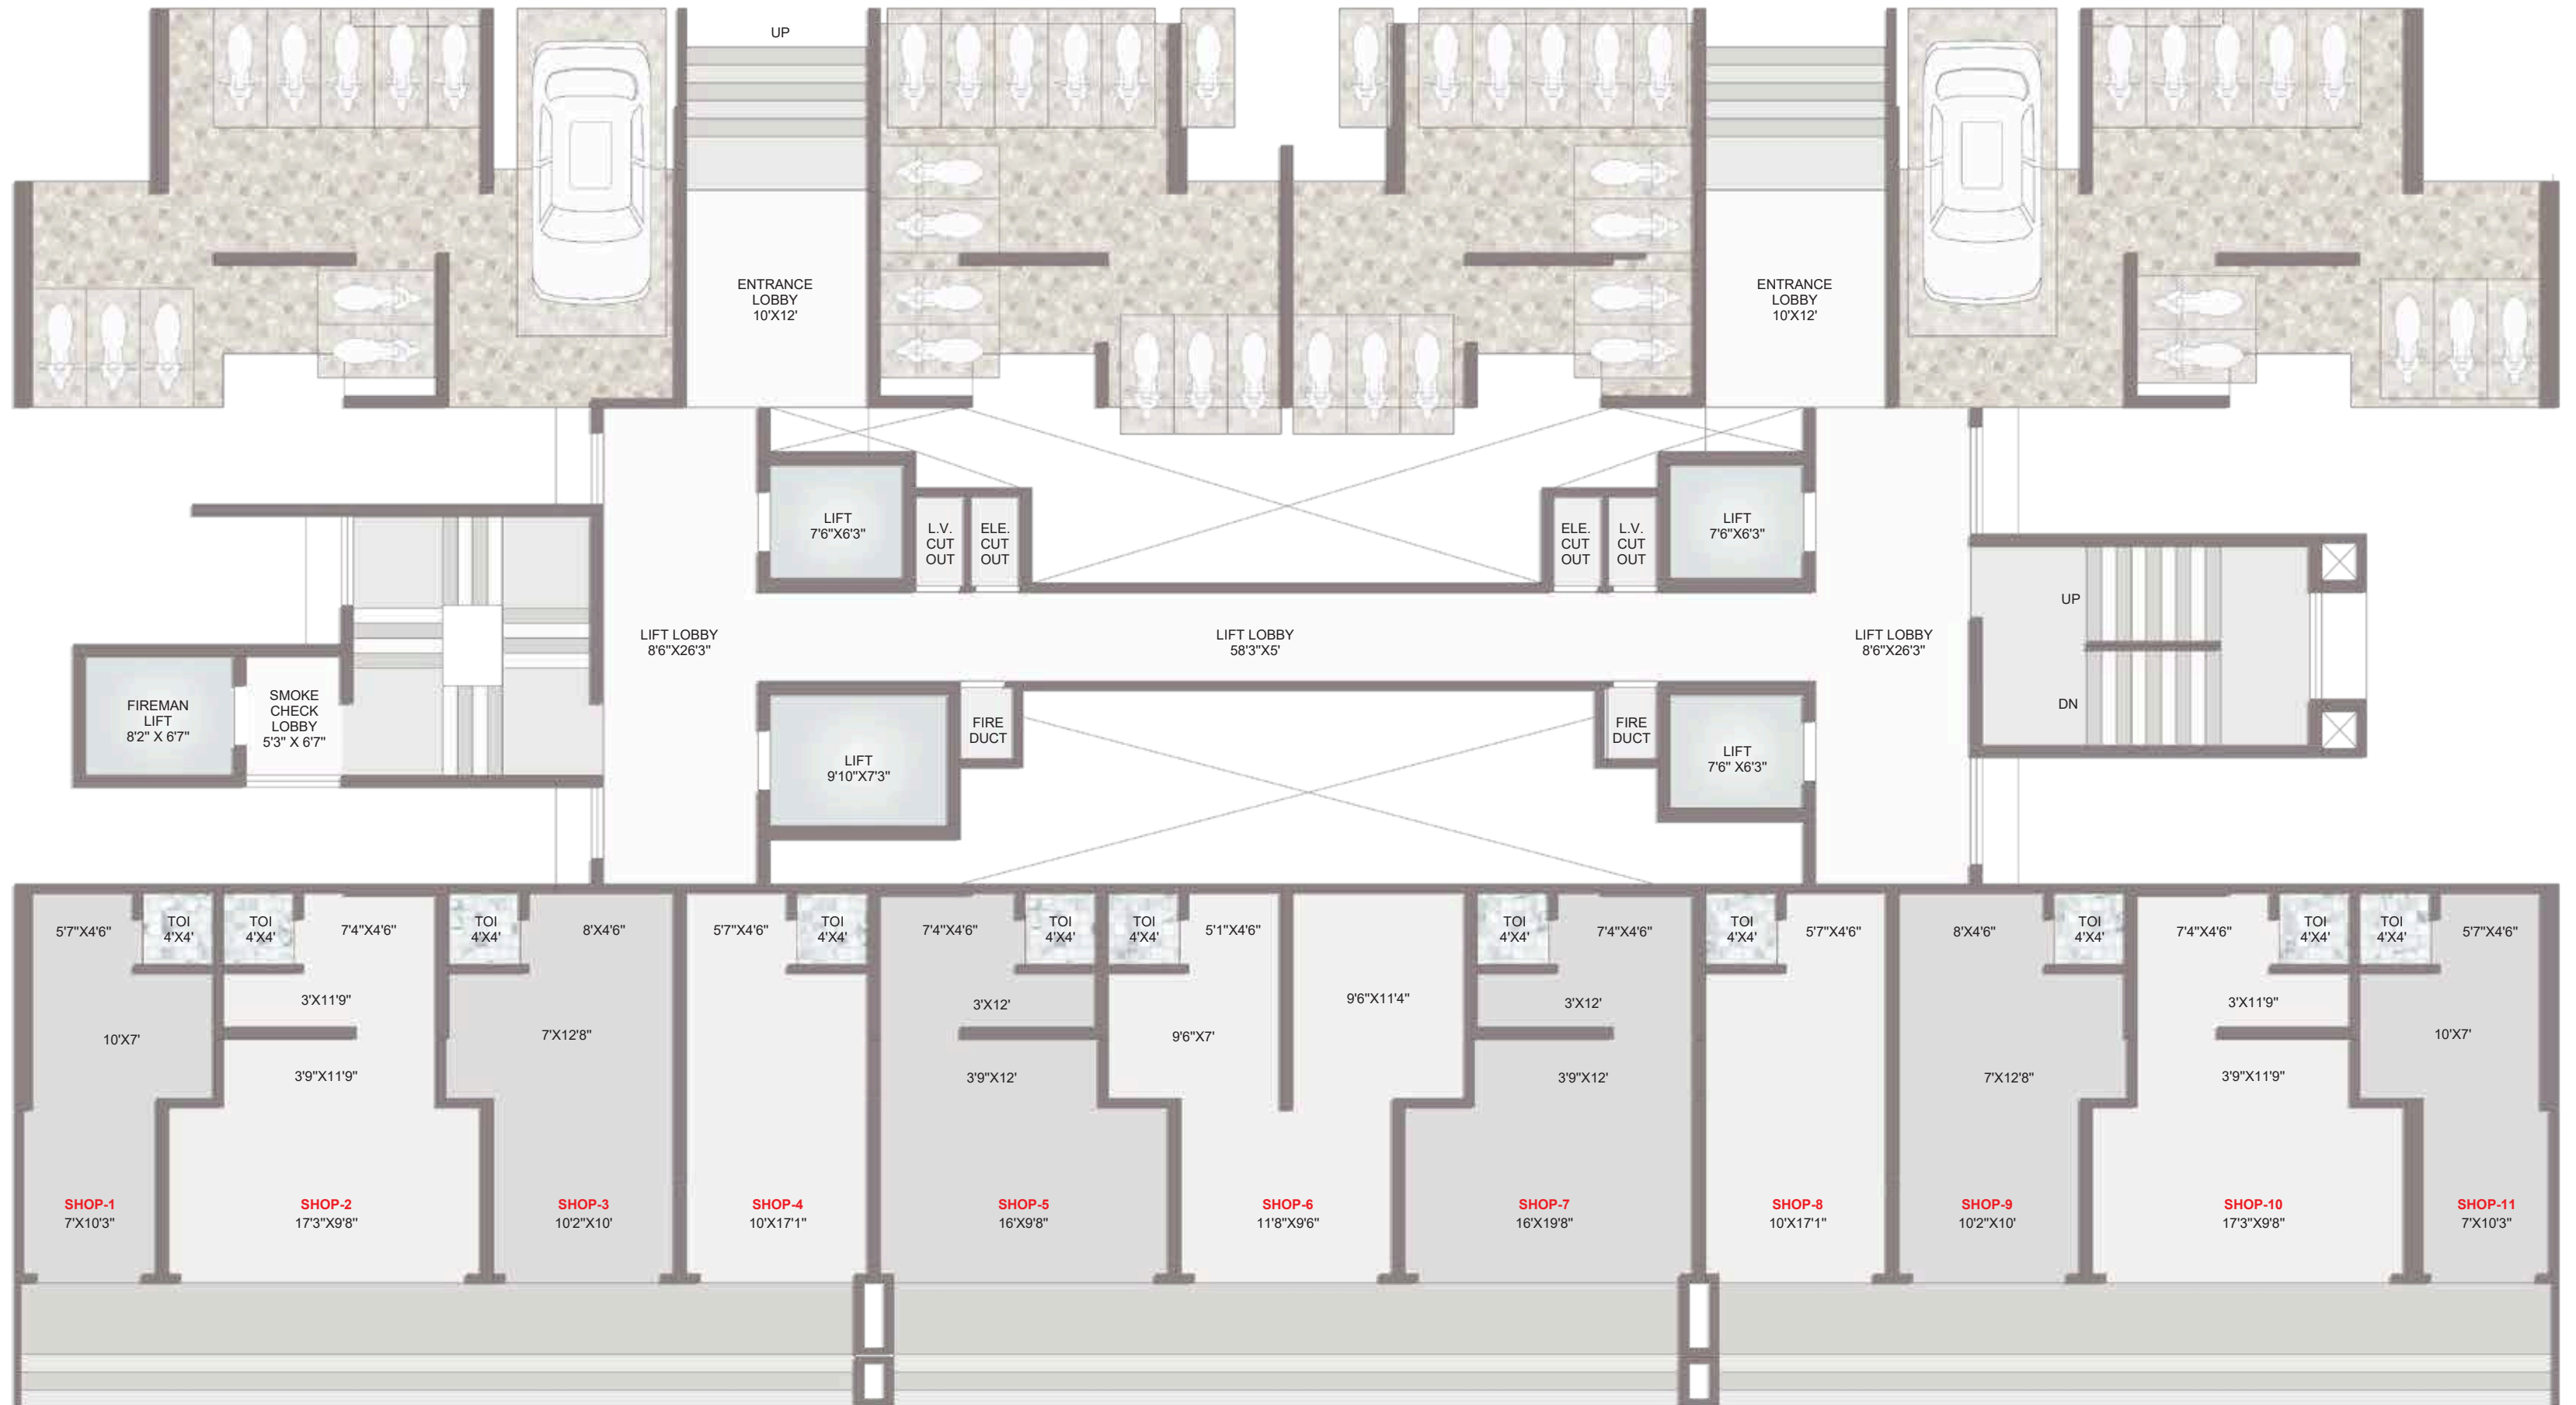 UP
ENTRANCE
LOBBY
10'X12'
ENTRANCE
LOBBY
10'X12'
LIFT
7'6"X6'3"
L.V.
CUT
OUT
ELE.
CUT
OUT
ELE.
CUT
OUT
L.V.
CUT
OUT
LIFT
7'6"X6'3"
UP
LIFT LOBBY
8'6"X26'3"
LIFT LOBBY
58'3"X5'
LIFT LOBBY
8'6"X26'3"
DN
FIREMAN
LIFT
8'2" X 6'7"
SMOKE
CHECK
LOBBY
5'3" X 6'7"
LIFT
9'10"X7'3"
FIRE
DUCT
FIRE
DUCT
LIFT
7'6" X6'3"
5'7"X4'6"
TOI
4'X4'
TOI
4'X4'
7'4"X4'6"
TOI
4'X4'
8'X4'6"
5'7"X4'6"
TOI
4'X4'
7'4"X4'6"
TOI
4'X4'
TOI
4'X4'
5'1"X4'6"
TOI
4'X4'
7'4"X4'6"
TOI
4'X4'
5'7"X4'6"
8'X4'6"
TOI
4'X4'
7'4"X4'6"
TOI
4'X4'
TOI
4'X4'
5'7"X4'6"
3'X11'9"
3'X12'
9'6"X11'4"
3'X12'
3'X11'9"
10'X7'
7'X12'8"
9'6"X7'
10'X7'
3'9"X11'9"
3'9"X12'
3'9"X12'
7'X12'8"
3'9"X11'9"
SHOP-1
7'X10'3"
SHOP-2
17'3"X9'8"
SHOP-3
10'2"X10'
SHOP-4
10'X17'1"
SHOP-5
16'X9'8"
SHOP-6
11'8"X9'6"
SHOP-7
16'X19'8"
SHOP-8
10'X17'1"
SHOP-9
10'2"X10'
SHOP-10
17'3"X9'8"
SHOP-11
7'X10'3"